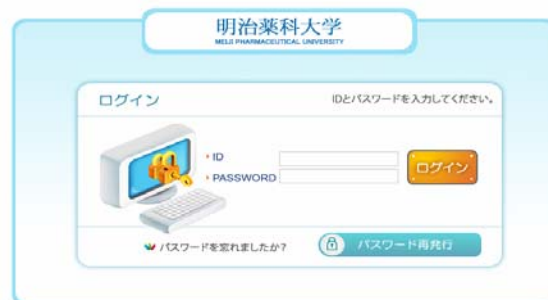 明治薬科大学
MEIJI PHARMACEUTICAL UNIVERSITY
ログイン
IDとパスワードを入力してください。
ID
PASSWORD
ログイン
パスワードを忘れましたか?
パスワード再発行